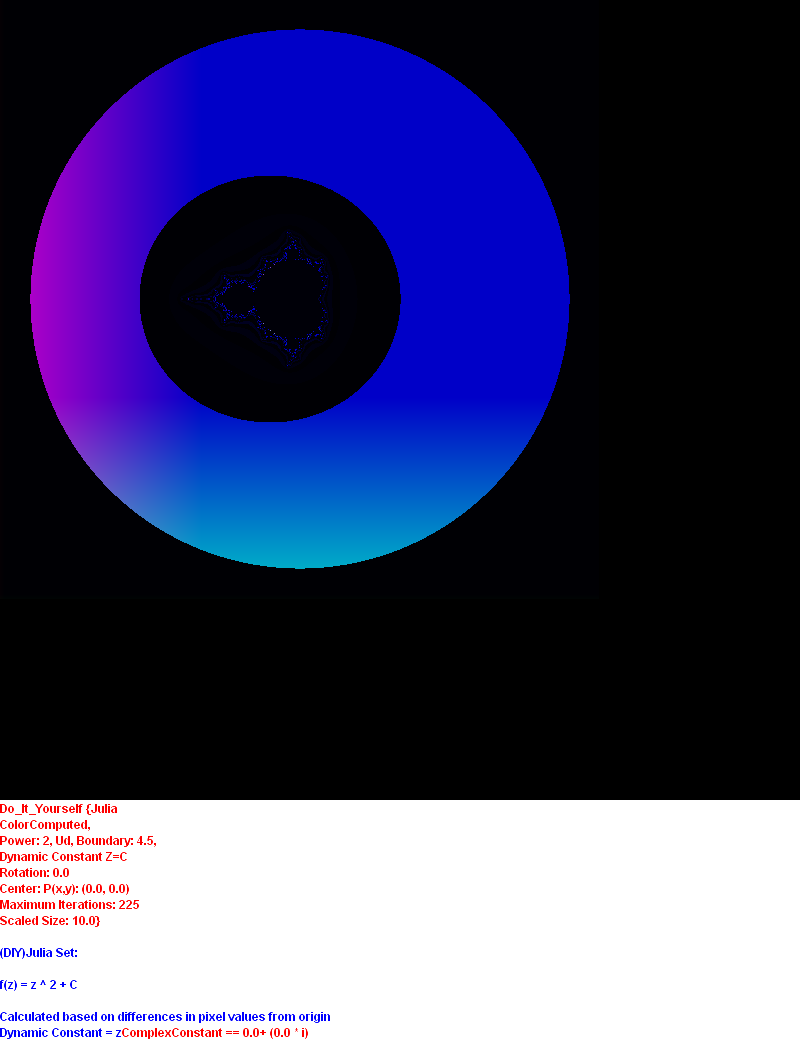 Do_It_Yourself {Julia
ColorComputed,
Power: 2, Ud, Boundary: 4.5,
Dynamic Constant Z=C
Rotation: 0.0
Center: P(x,y): (0.0, 0.0)
Maximum Iterations: 225
Scaled Size: 10.0}
(DIY)Julia Set:
f(z) = z ^ 2 + C
Calculated based on differences in pixel values from origin
Dynamic Constant = zComplexConstant == 0.0+ (0.0 * i)